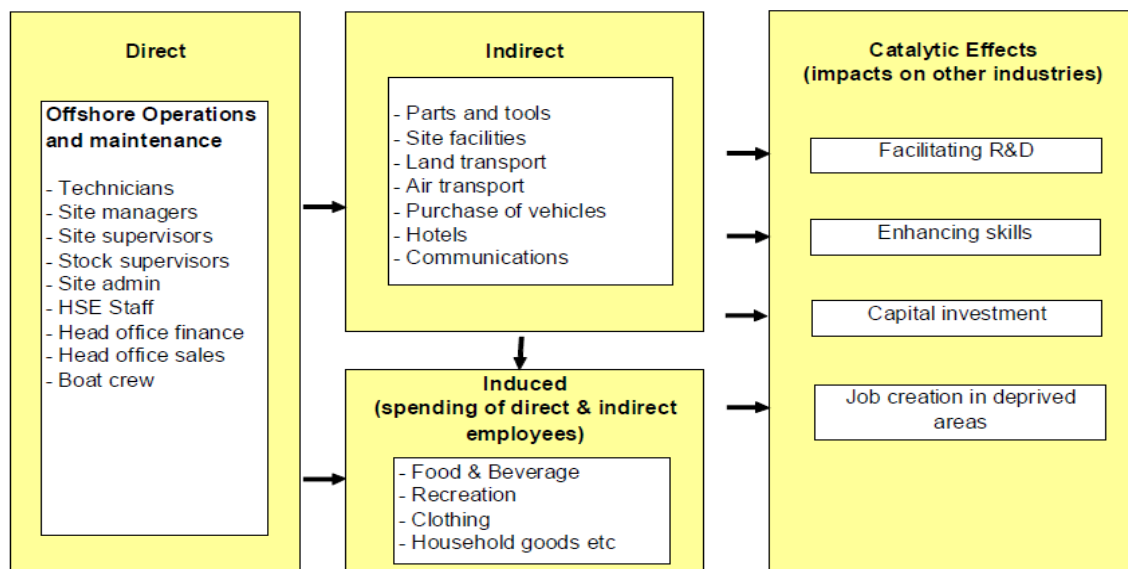 Direct
Offshore Operations
and maintenance
- Technicians
- Site managers
- Site supervisors
- Stock supervisors
- Site admin
- HSE Staff
- Head office finance
- Head office sales
- Boat crew
Indirect
- Parts and tools
- Site facilities
- Land transport
- Air transport
- Purchase of vehicles
- Hotels
- Communications
Induced
(spending of direct & indirect
employees)
- Food & Beverage
- Recreation
- Clothing
- Household goods etc
Catalytic Effects
(impacts on other industries)
Facilitating R&D
Enhancing skills
Capital investment
Job creation in deprived
areas